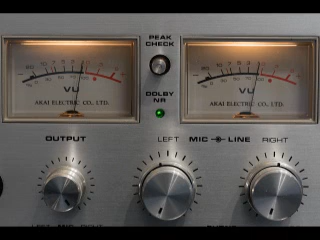 PEAK
CHECK
VU
AKAI ELECTRIC CO., LTD.
DOLBY
NR
VU
AKAI ELECTRIC CO., LTD.
OUTPUT
LEFT MIC LINE RIGHT